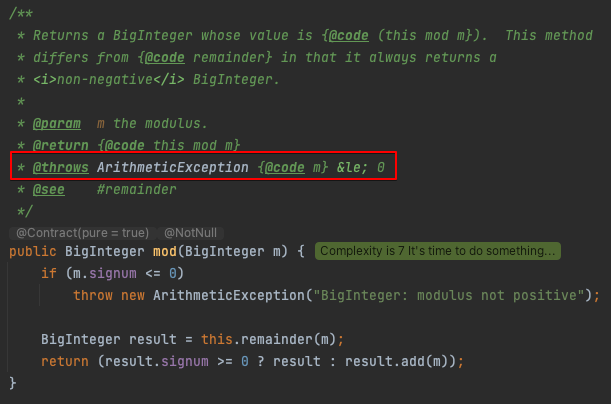 /**
 * Returns a BigInteger whose value is {@code (this mod m}).  This method
 * differs from {@code remainder} in that it always returns a
 * <i>non-negative</i> BigInteger.
 *
 * @param  m the modulus.
 * @return {@code this mod m}
 * @throws ArithmeticException {@code m} &le; 0
 * @see    #remainder
 */
@Contract(pure = true) @NotNull
public BigInteger mod(BigInteger m) { Complexity is 7 It's time to do something...
    if (m.signum <= 0)
        throw new ArithmeticException("BigInteger: modulus not positive");

    BigInteger result = this.remainder(m);
    return (result.signum >= 0 ? result : result.add(m));
}